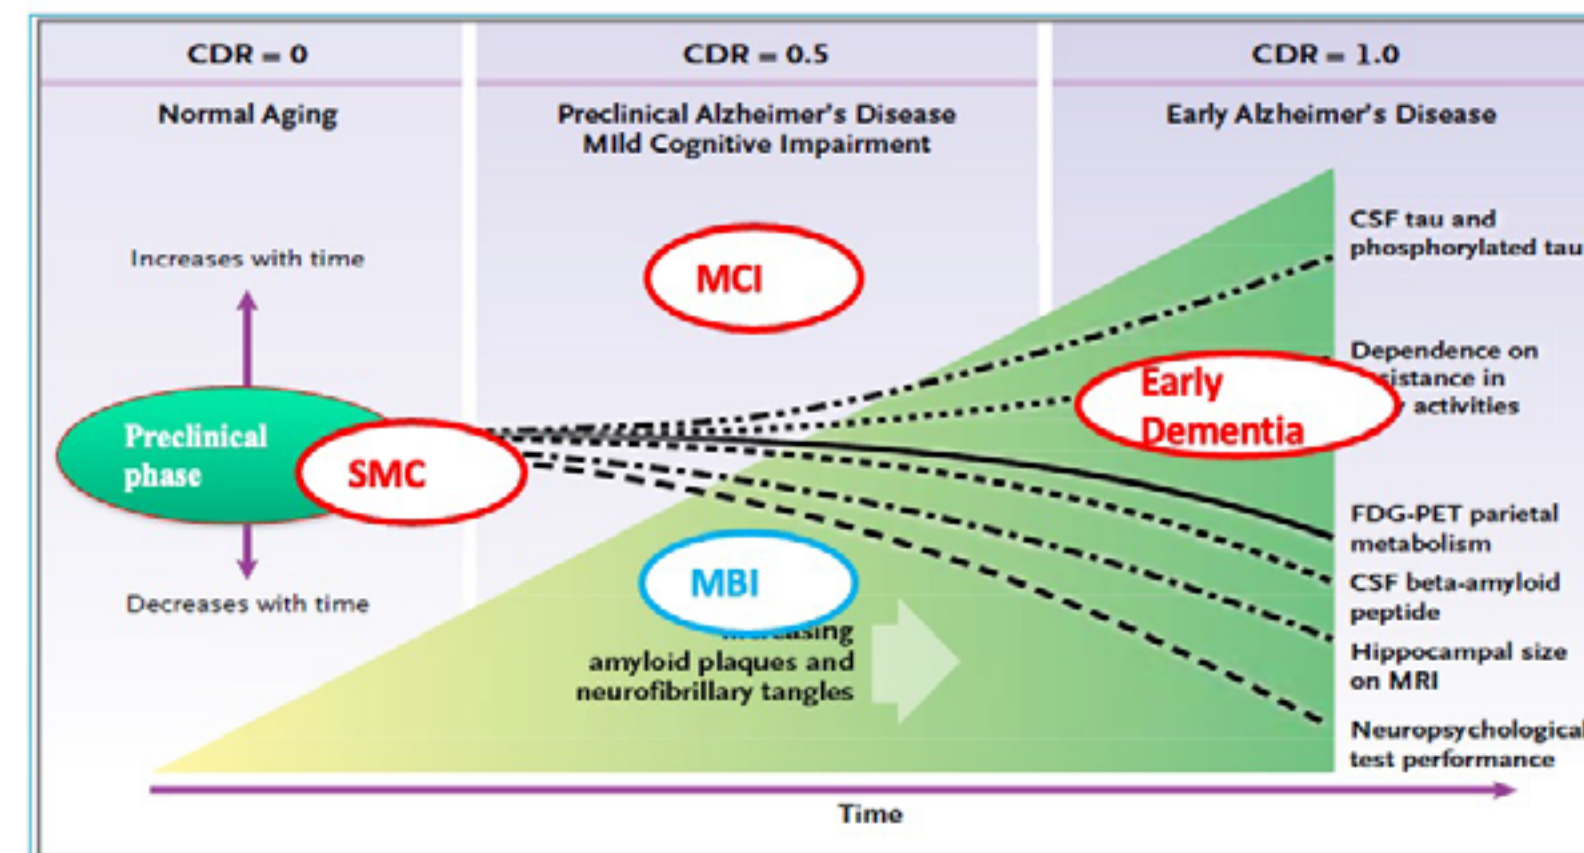 CDR = 0
CDR = 0.5
CDR = 1.0
Normal Aging
Preclinical Alzheimer's Disease
MIld Cognitive Impairment
Early Alzheimer's Disease
Increases with time
MCI
CSF tau and
phosphorylated tau
Preclinical
phase
SMC
Early
Dementia
Dependence on
in
activities
Decreases with time
MBI
amyloid plaques and
neurofibrillary tangles
FDG-PET parietal
metabolism
CSF beta-amyloid
peptide
Hippocampal size
on MRI
Neuropsychological
test performance
Time